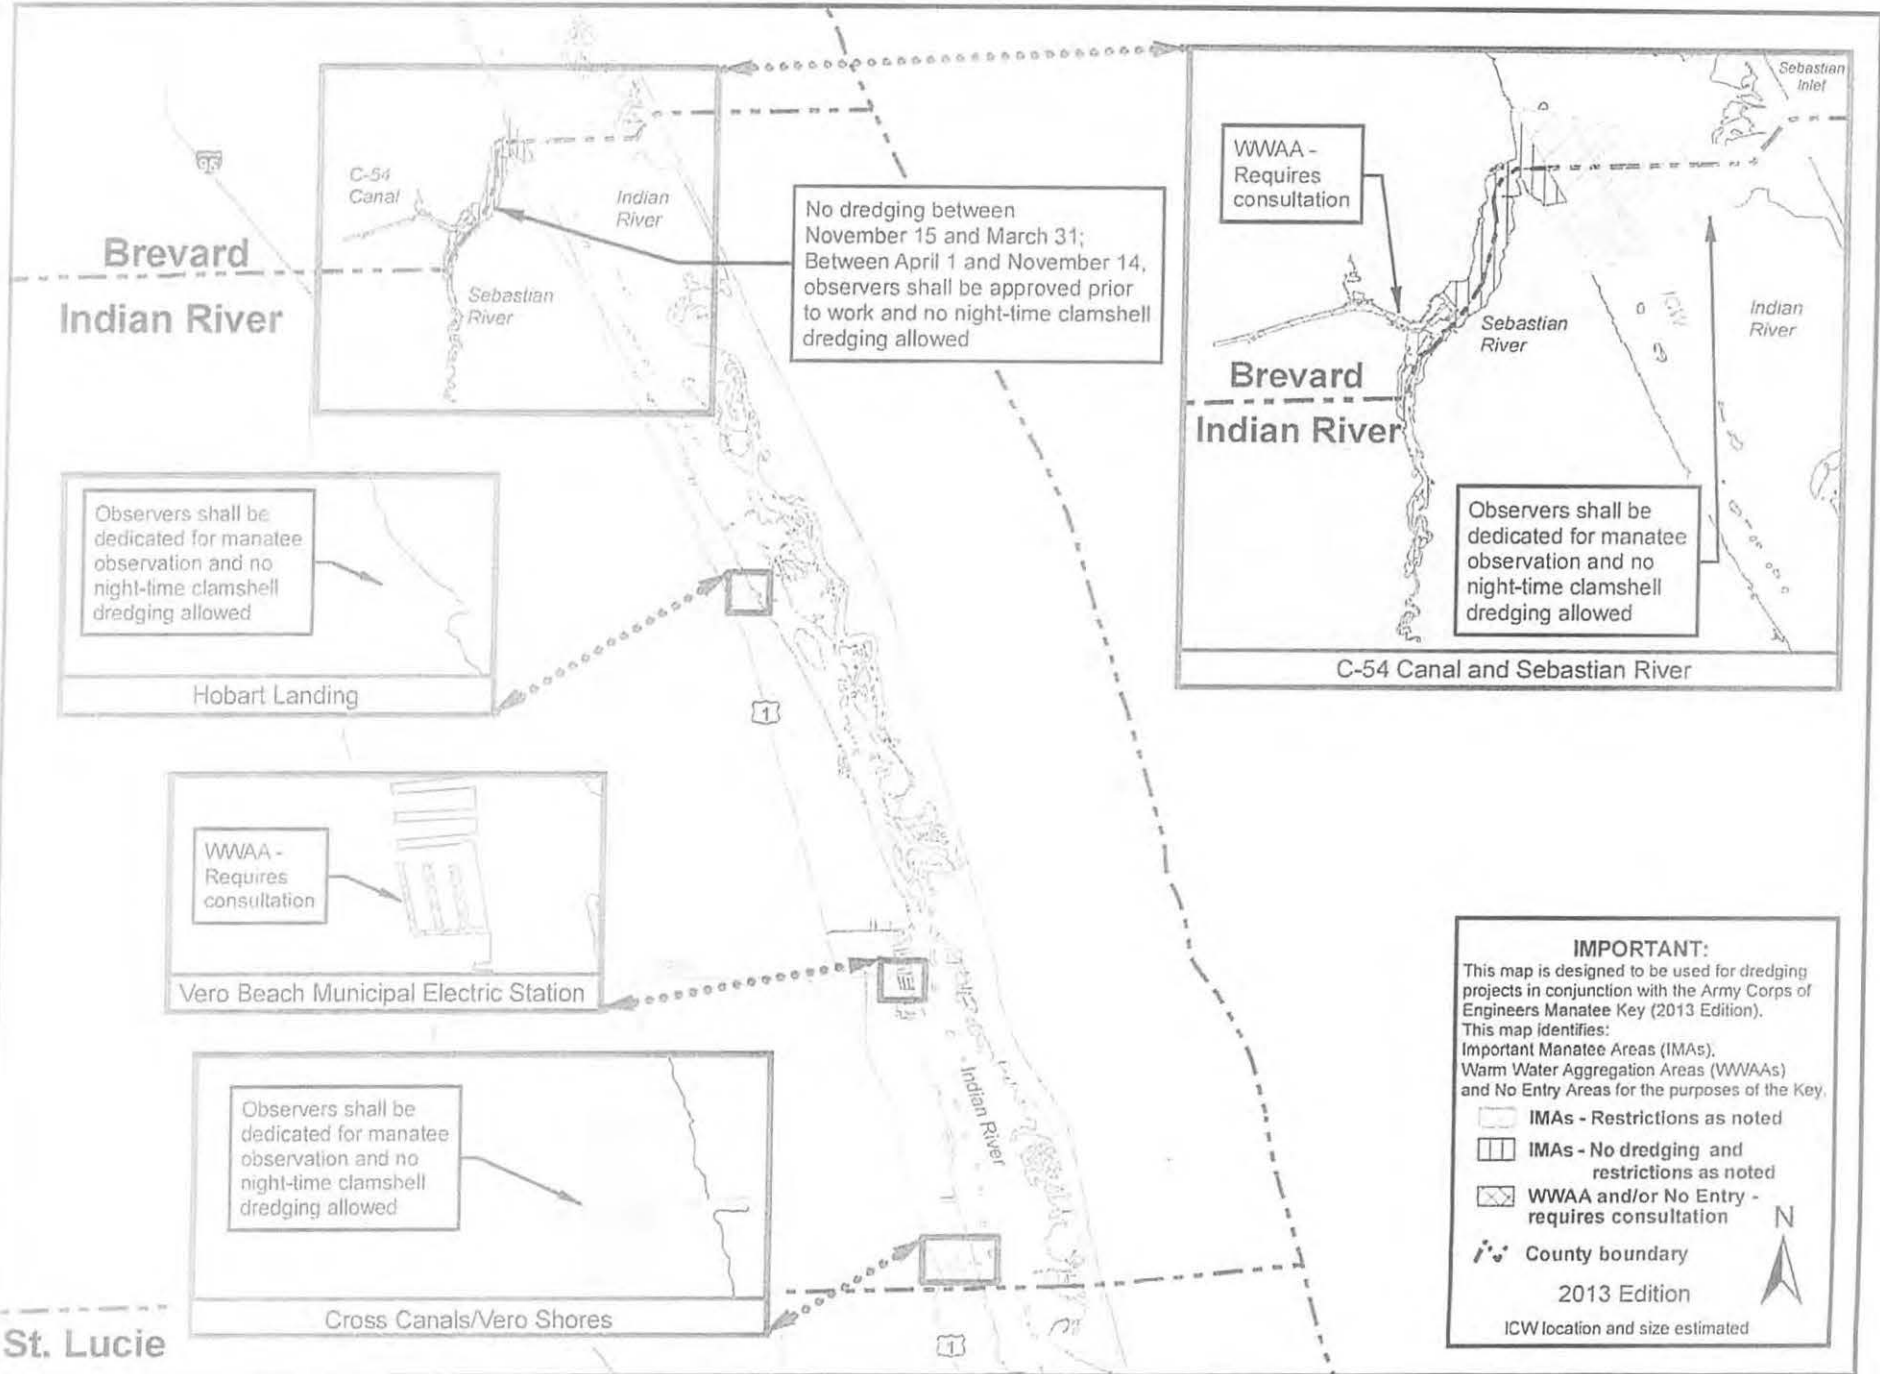 95
C-54
Canal
Indian
River
Brevard
Indian River
Sebastian
River
No dredging between
November 15 and March 31;
Between April 1 and November 14,
observers shall be approved prior
to work and no night-time clamshell
dredging allowed
Sebastian
Inlet
WWAA -
Requires
consultation
Sebastian
River
ICW
Indian
River
Brevard
Indian River
Observers shall be
dedicated for manatee
observation and no
night-time clamshell
dredging allowed
C-54 Canal and Sebastian River
Observers shall be
dedicated for manatee
observation and no
night-time clamshell
dredging allowed
Hobart Landing
1
WWAA -
Requires
consultation
Vero Beach Municipal Electric Station
Observers shall be
dedicated for manatee
observation and no
night-time clamshell
dredging allowed
Cross Canals/Vero Shores
Indian River
1
St. Lucie
IMPORTANT:
This map is designed to be used for dredging
projects in conjunction with the Army Corps of
Engineers Manatee Key (2013 Edition).
This map identifies:
Important Manatee Areas (IMAs),
Warm Water Aggregation Areas (WWAAs)
and No Entry Areas for the purposes of the Key.
IMAs - Restrictions as noted
IMAs - No dredging and
restrictions as noted
WWAA and/or No Entry -
requires consultation
N
County boundary
2013 Edition
ICW location and size estimated